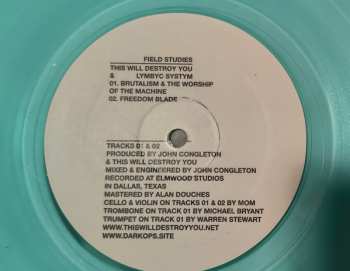 FIELD STUDIES
THIS WILL DESTROY YOU
& LYMBYC SYSTYM
01. BRUTALISM & THE WORSHIP
OF THE MACHINE
02. FREEDOM BLADE
TRACKS 01 & 02
PRODUCED BY JOHN CONGLETON
& THIS WILL DESTROY YOU
MIXED & ENGINEERED BY JOHN CONGLETON
RECORDED AT ELMWOOD STUDIOS
IN DALLAS, TEXAS
MASTERED BY ALAN DOUCHES
CELLO & VIOLIN ON TRACKS 01 & 02 BY MOM
TROMBONE ON TRACK 01 BY MICHAEL BRYANT
TRUMPET ON TRACK 01 BY WARREN STEWART
WWW.THISWILLDESTROYYOU.NET
WWW.DARKOPS.SITE